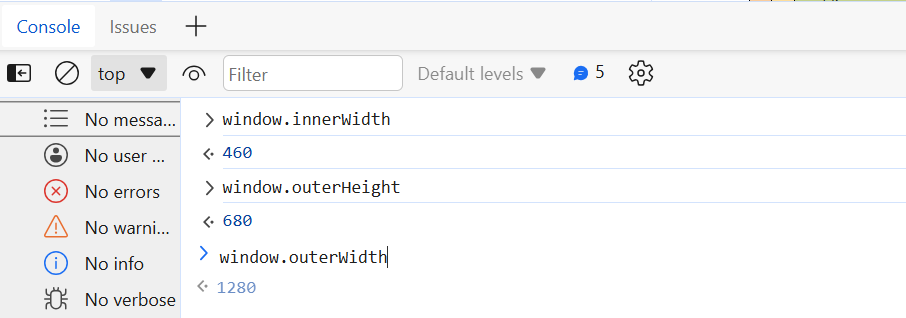 Console Issues
top Filter Default levels 5
No messa...
No user ...
No errors
No warni...
No info
No verbose
window.innerWidth
460
window.outerHeight
680
window.outerWidth
1280